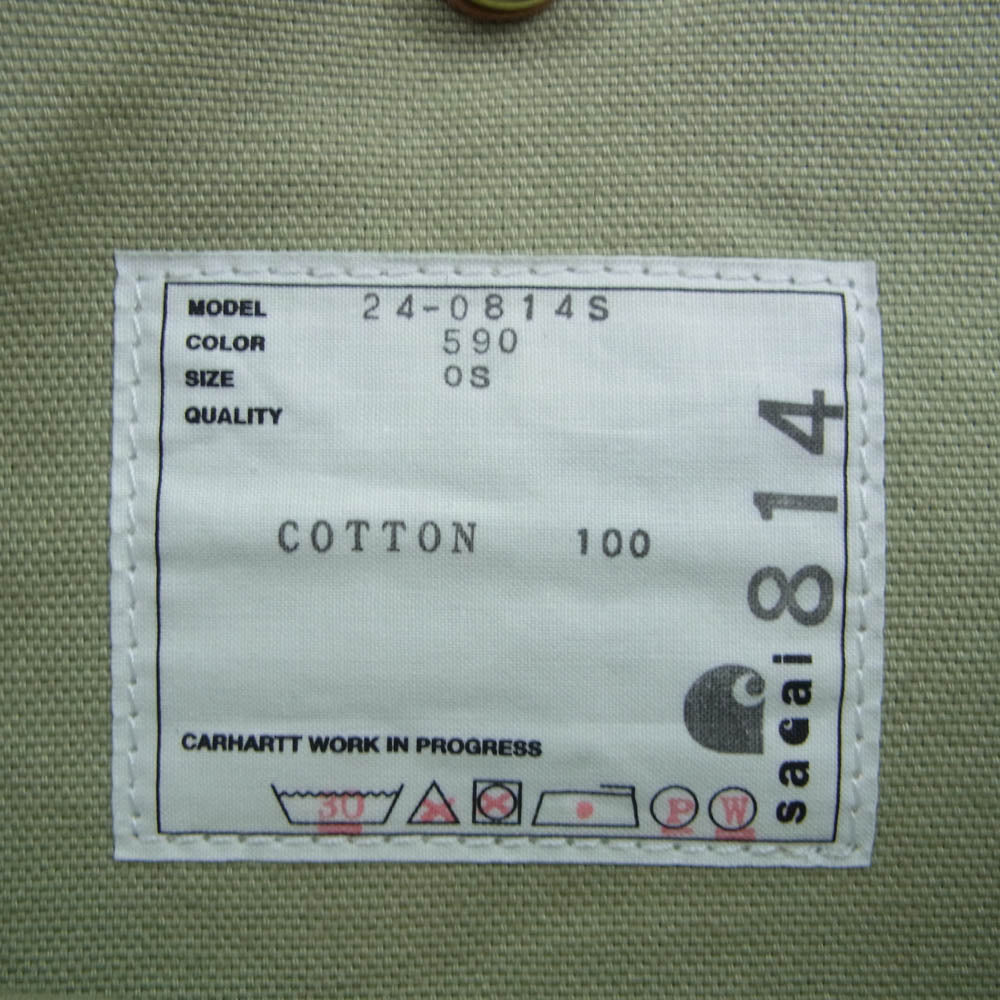 MODEL 24-0814S
COLOR 590
SIZE OS
QUALITY
COTTON 100
CARHARTT WORK IN PROGRESS
30 P W
sacai 814